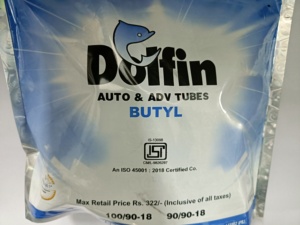 Dolfin
AUTO & ADV TUBES
BUTYL
An ISO 45001 : 2018 Certified Co.
Max Retail Price Rs. 322/- (Inclusive of all taxes)
100/90-18 90/90-18